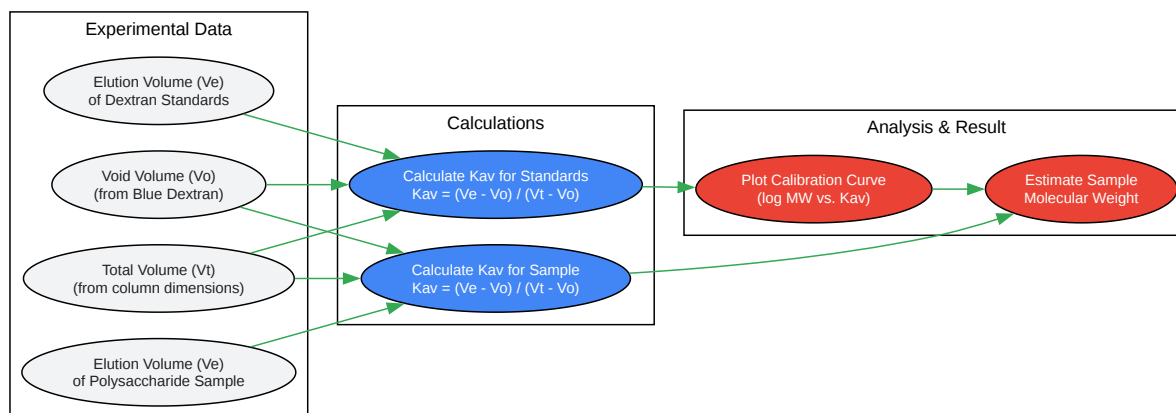 Experimental Data
Elution Volume (Ve)
of Dextran Standards
Void Volume (Vo)
(from Blue Dextran)
Total Volume (Vt)
(from column dimensions)
Elution Volume (Ve)
of Polysaccharide Sample
Calculations
Calculate Kav for Standards
Kav = (Ve - Vo) / (Vt - Vo)
Calculate Kav for Sample
Kav = (Ve - Vo) / (Vt - Vo)
Analysis & Result
Plot Calibration Curve
(log MW vs. Kav)
Estimate Sample
Molecular Weight